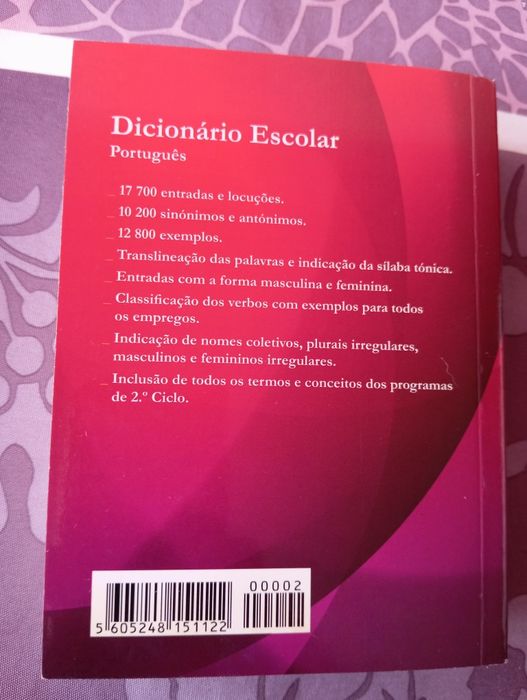 Dicionário Escolar
Português
_ 17 700 entradas e locuções.
_ 10 200 sinónimos e antónimos.
_ 12 800 exemplos.
_ Translineação das palavras e indicação da sílaba tónica.
_ Entradas com a forma masculina e feminina.
_ Classificação dos verbos com exemplos para todos
os empregos.
_ Indicação de nomes coletivos, plurais irregulares,
masculinos e femininos irregulares.
_ Inclusão de todos os termos e conceitos dos programas
de 2.º Ciclo.
00002
5 605248 151122